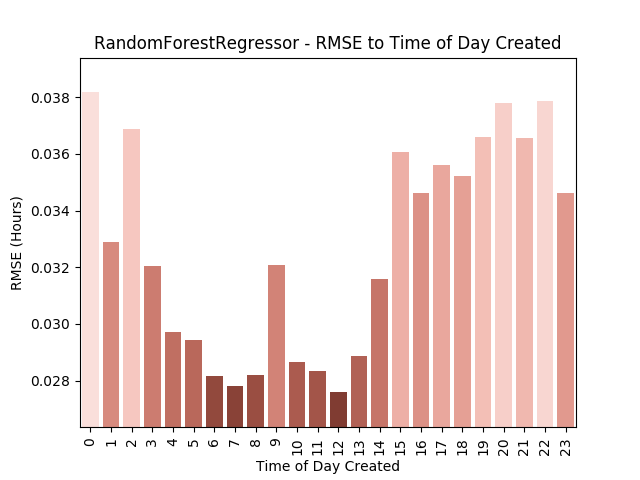 RandomForestRegressor - RMSE to Time of Day Created
RMSE (Hours)
0.038
0.036
0.034
0.032
0.030
0.028
0 1 2 3 4 5 6 7 8 9 10 11 12 13 14 15 16 17 18 19 20 21 22 23
Time of Day Created